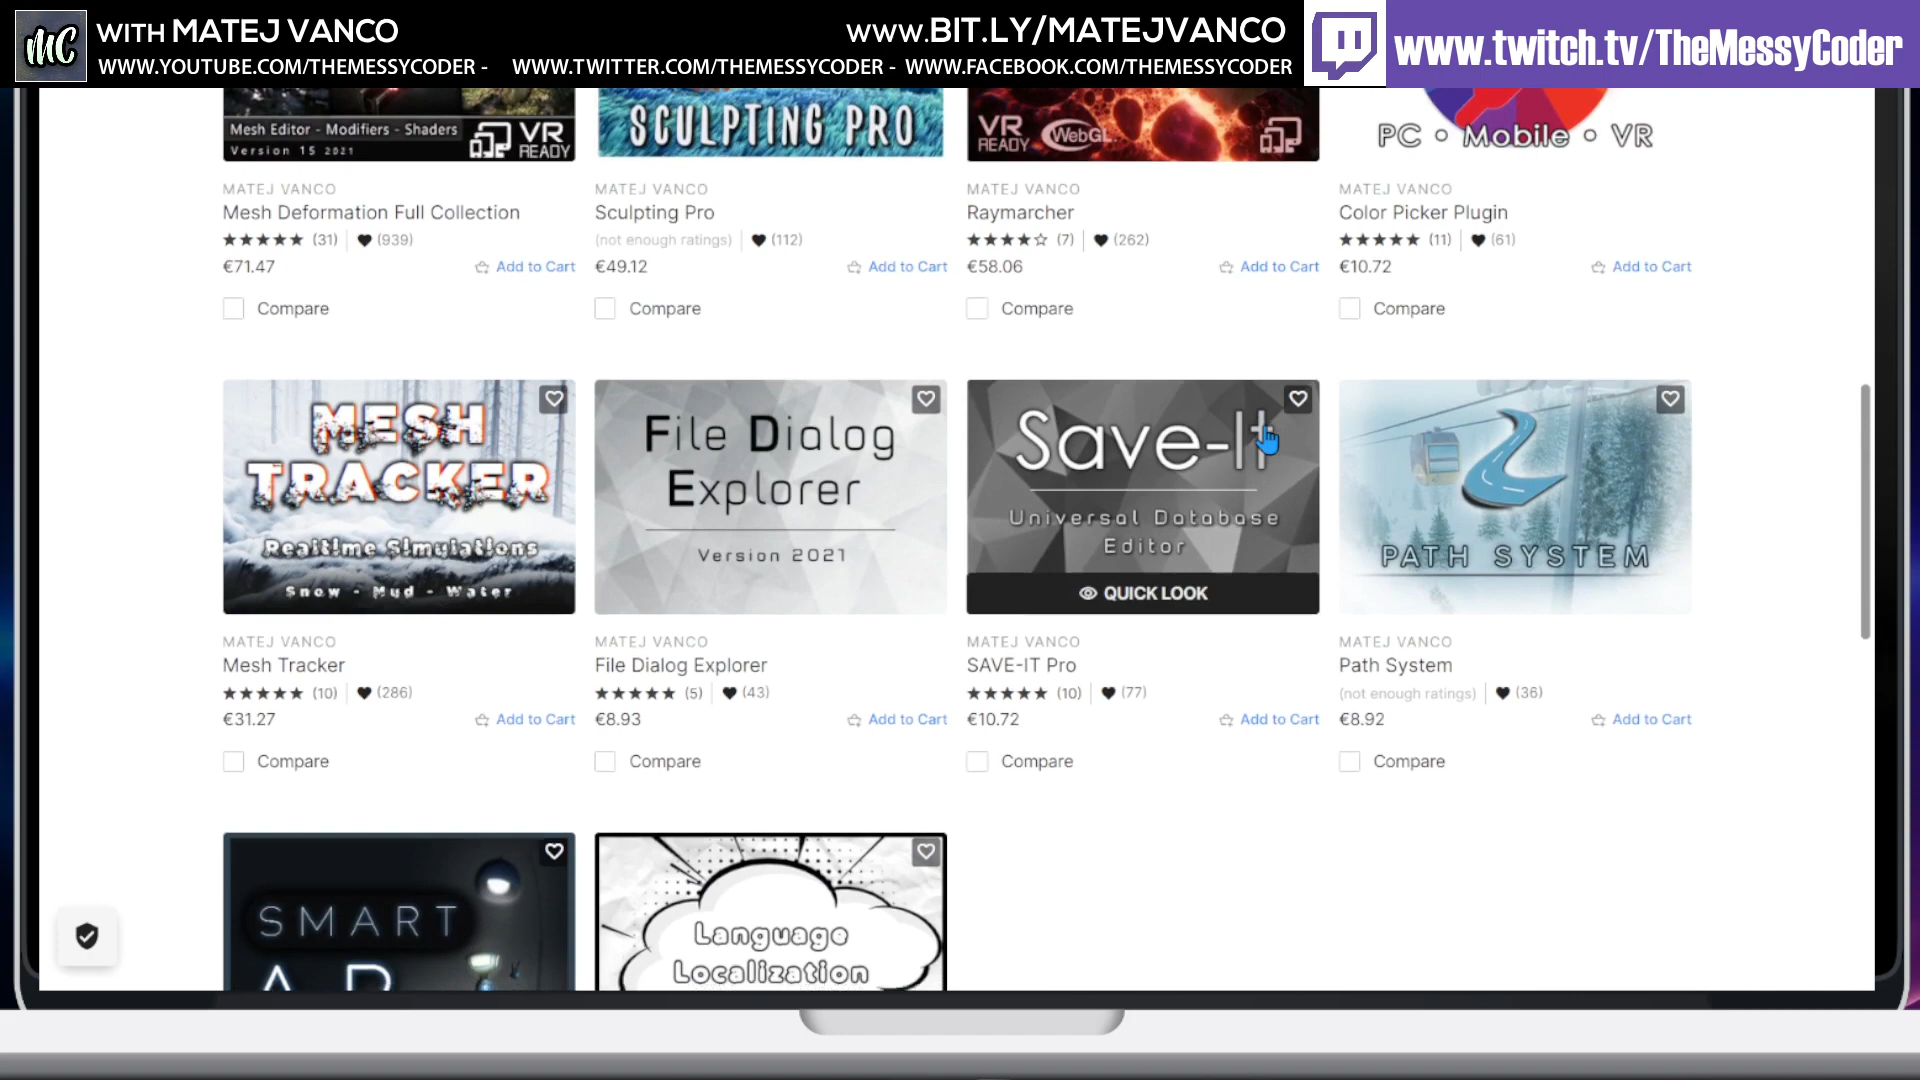 MC WITH MATEJ VANCO
WWW.YOUTUBE.COM/THEMESSYCODER - WWW.TWITTER.COM/THEMESSYCODER - WWW.FACEBOOK.COM/THEMESSYCODER
WWW.BIT.LY/MATEJVANCO
www.twitch.tv/TheMessyCoder
Mesh Editor - Modifiers - Shaders
Version 15 2021
VR READY
SCULPTING PRO
VR READY
WebGL
PC • Mobile • VR
MATEJ VANCO
Mesh Deformation Full Collection
(31) (939)
€71.47 Add to Cart
Compare
MATEJ VANCO
Sculpting Pro
(not enough ratings) (112)
€49.12 Add to Cart
Compare
MATEJ VANCO
Raymarcher
(7) (262)
€58.06 Add to Cart
Compare
MATEJ VANCO
Color Picker Plugin
(11) (61)
€10.72 Add to Cart
Compare
MESH
TRACKER
Realtime Simulations
Snow - Mud - Water
MATEJ VANCO
Mesh Tracker
(10) (286)
€31.27 Add to Cart
Compare
File Dialog
Explorer
Version 2021
MATEJ VANCO
File Dialog Explorer
(5) (43)
€8.93 Add to Cart
Compare
Save-It
Universal Database
Editor
QUICK LOOK
MATEJ VANCO
SAVE-IT Pro
(10) (77)
€10.72 Add to Cart
Compare
PATH SYSTEM
MATEJ VANCO
Path System
(not enough ratings) (36)
€8.92 Add to Cart
Compare
SMART
Language
Localization